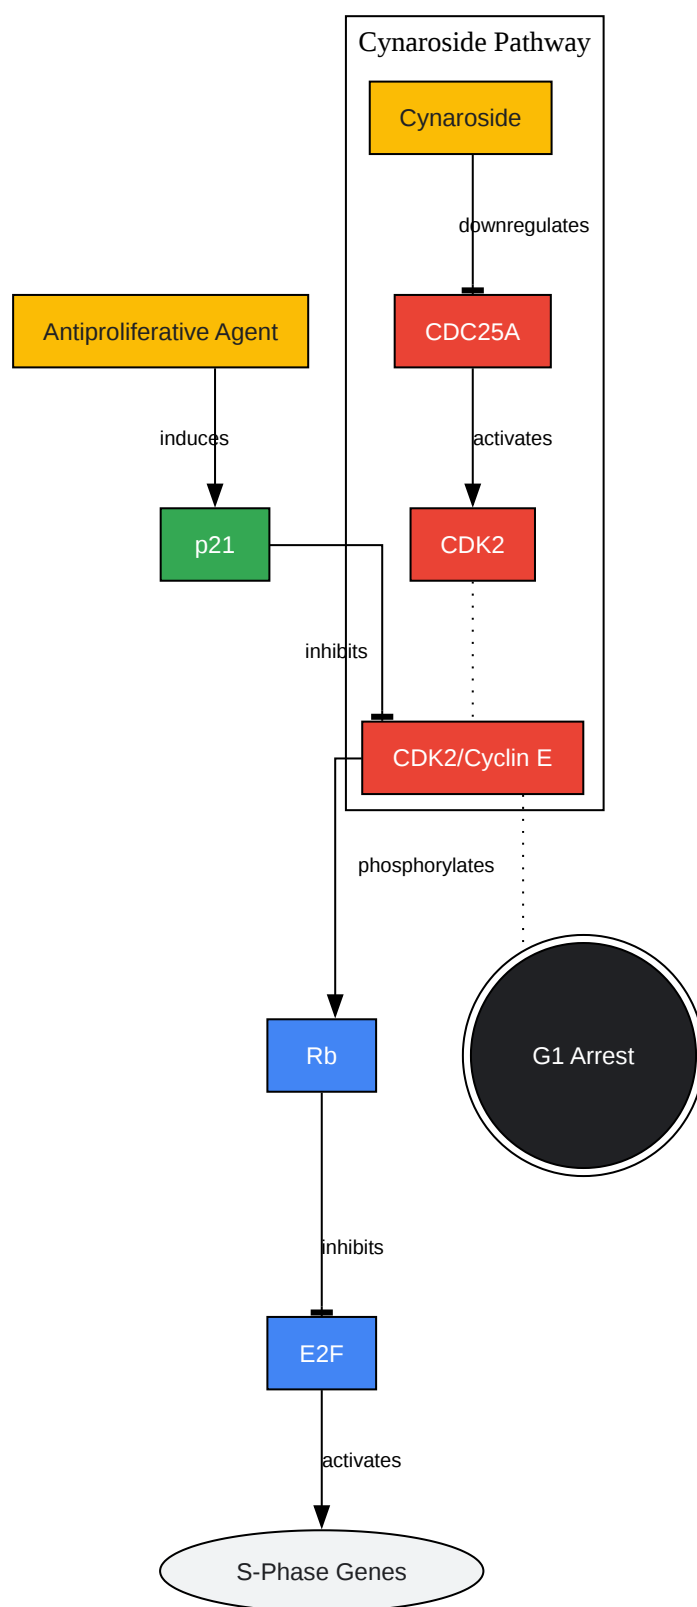 Cynaroside Pathway
Cynaroside
downregulates
Antiproliferative Agent
CDC25A
induces
activates
p21
CDK2
inhibits
CDK2/Cyclin E
phosphorylates
Rb
G1 Arrest
inhibits
E2F
activates
S-Phase Genes